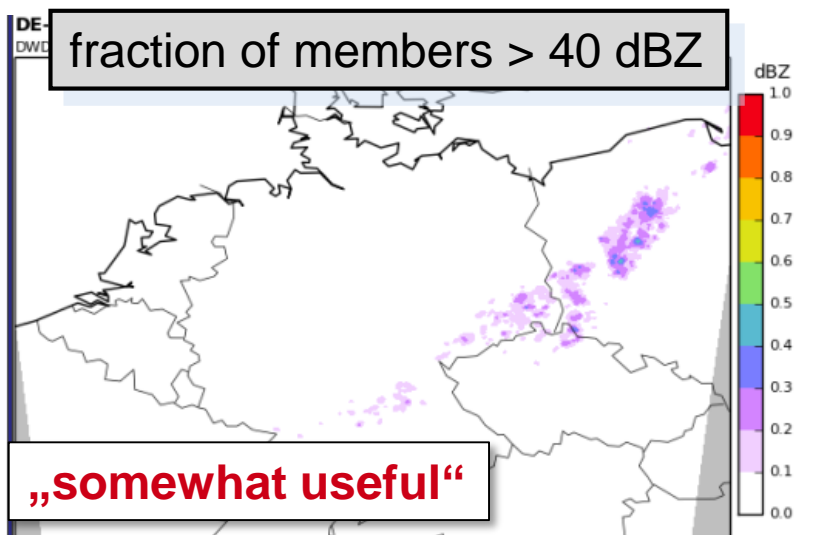 DE-
DWD
fraction of members > 40 dBZ
dBZ
1.0
0.9
0.8
0.7
0.6
0.5
0.4
0.3
0.2
0.1
0.0
„somewhat useful“